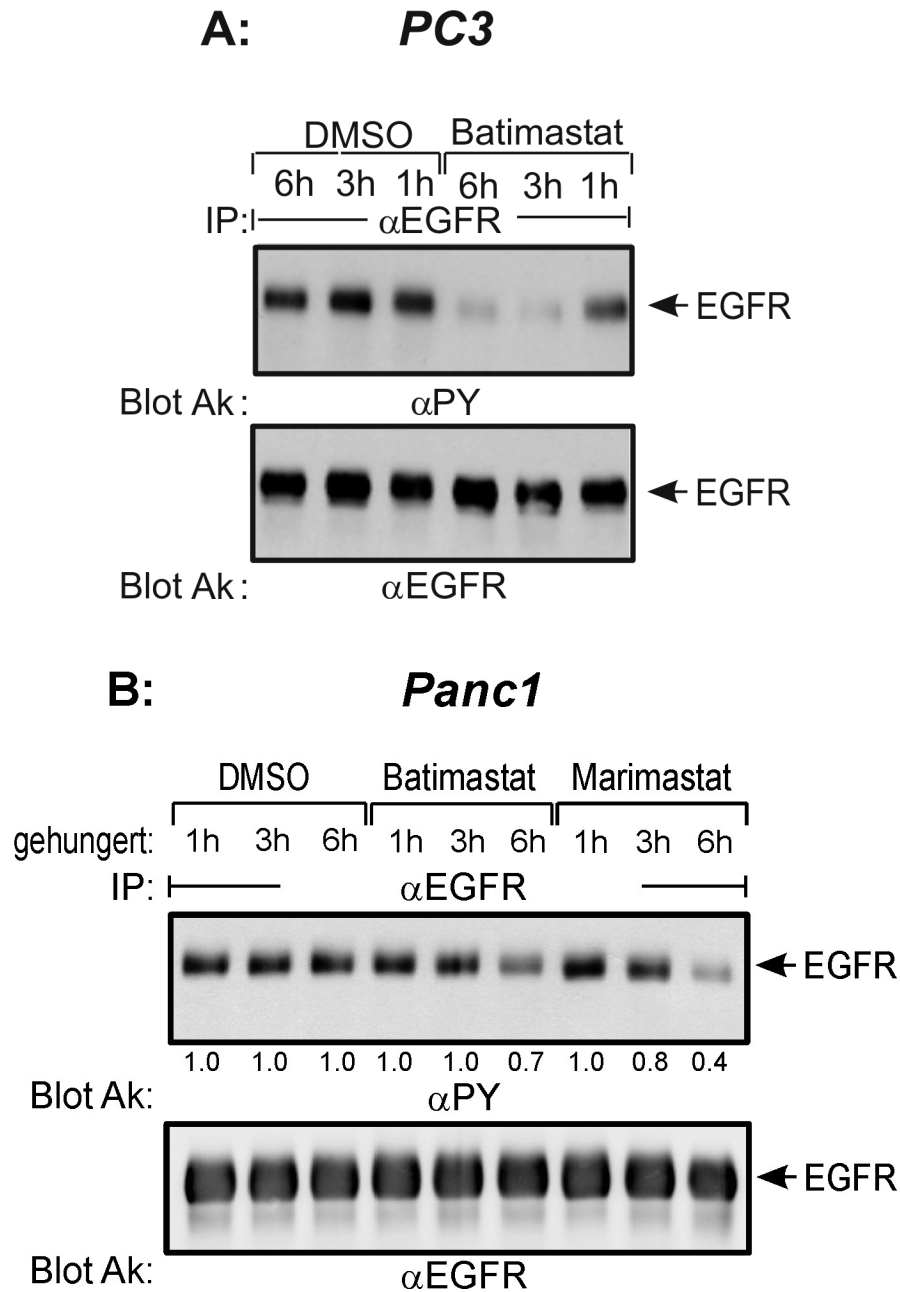 A: PC3
DMSO Batimastat
6h 3h 1h 6h 3h 1h
IP: αEGFR
EGFR
Blot Ak: αPY
EGFR
Blot Ak: αEGFR
B: Panc1
DMSO Batimastat Marimastat
gehungert: 1h 3h 6h 1h 3h 6h 1h 3h 6h
IP: αEGFR
EGFR
1.0 1.0 1.0 1.0 1.0 0.7 1.0 0.8 0.4
Blot Ak: αPY
EGFR
Blot Ak: αEGFR